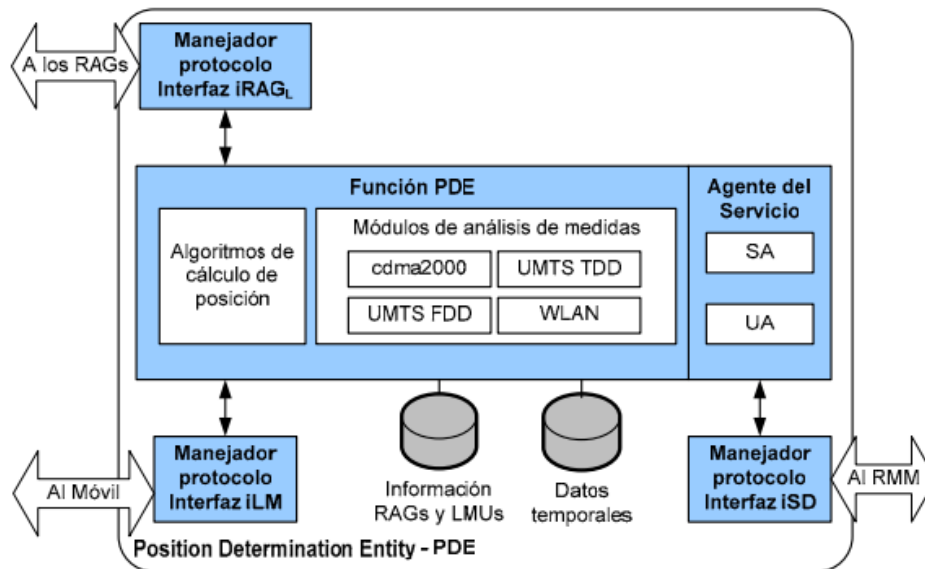 A los RAGs
Manejador
protocolo
Interfaz iRAGL
Función PDE
Algoritmos de
cálculo de
posición
Módulos de análisis de medidas
cdma2000
UMTS TDD
UMTS FDD
WLAN
Agente del
Servicio
SA
UA
Al Móvil
Manejador
protocolo
Interfaz iLM
Información
RAGs y LMUs
Datos
temporales
Manejador
protocolo
Interfaz iSD
Al RMM
Position Determination Entity - PDE